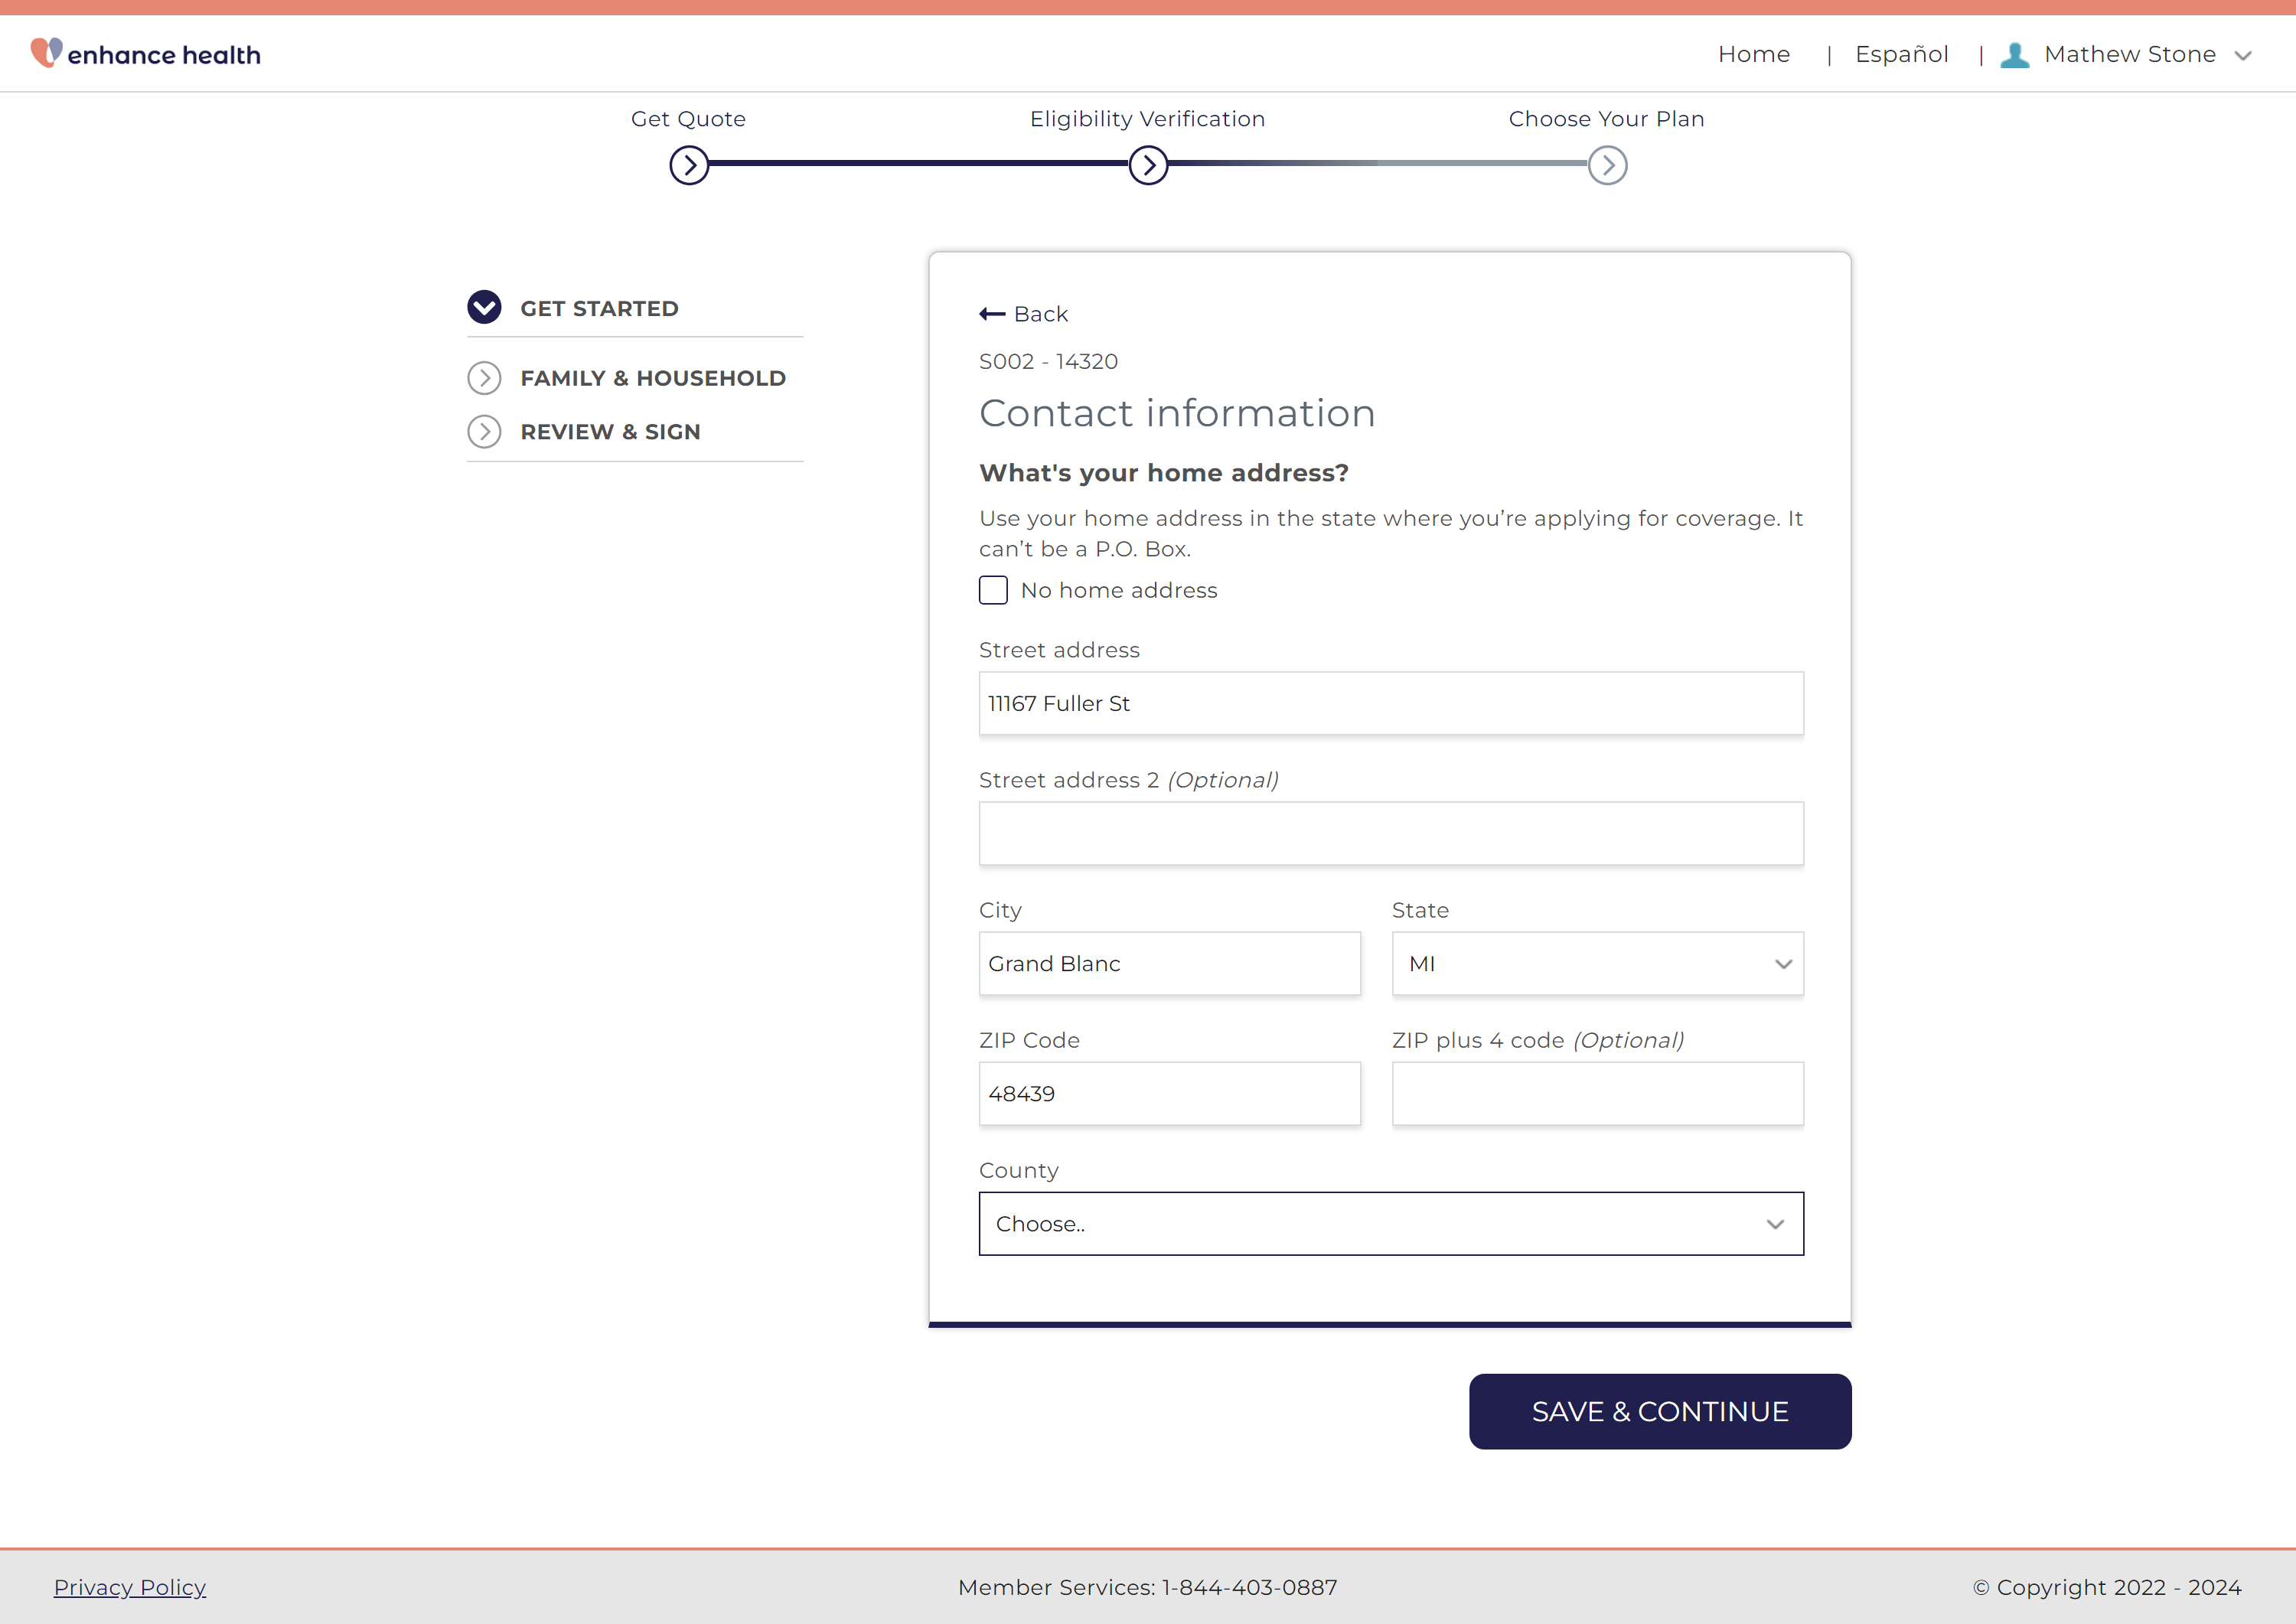 enhance health
Home | Español | Mathew Stone
Get Quote
Eligibility Verification
Choose Your Plan
GET STARTED
FAMILY & HOUSEHOLD
REVIEW & SIGN
Back
S002 - 14320
Contact information
What's your home address?
Use your home address in the state where you’re applying for coverage. It
can’t be a P.O. Box.
No home address
Street address
11167 Fuller St
Street address 2 (Optional)
City
State
Grand Blanc
MI
ZIP Code
ZIP plus 4 code (Optional)
48439
County
Choose..
SAVE & CONTINUE
Privacy Policy
Member Services: 1-844-403-0887
© Copyright 2022 - 2024